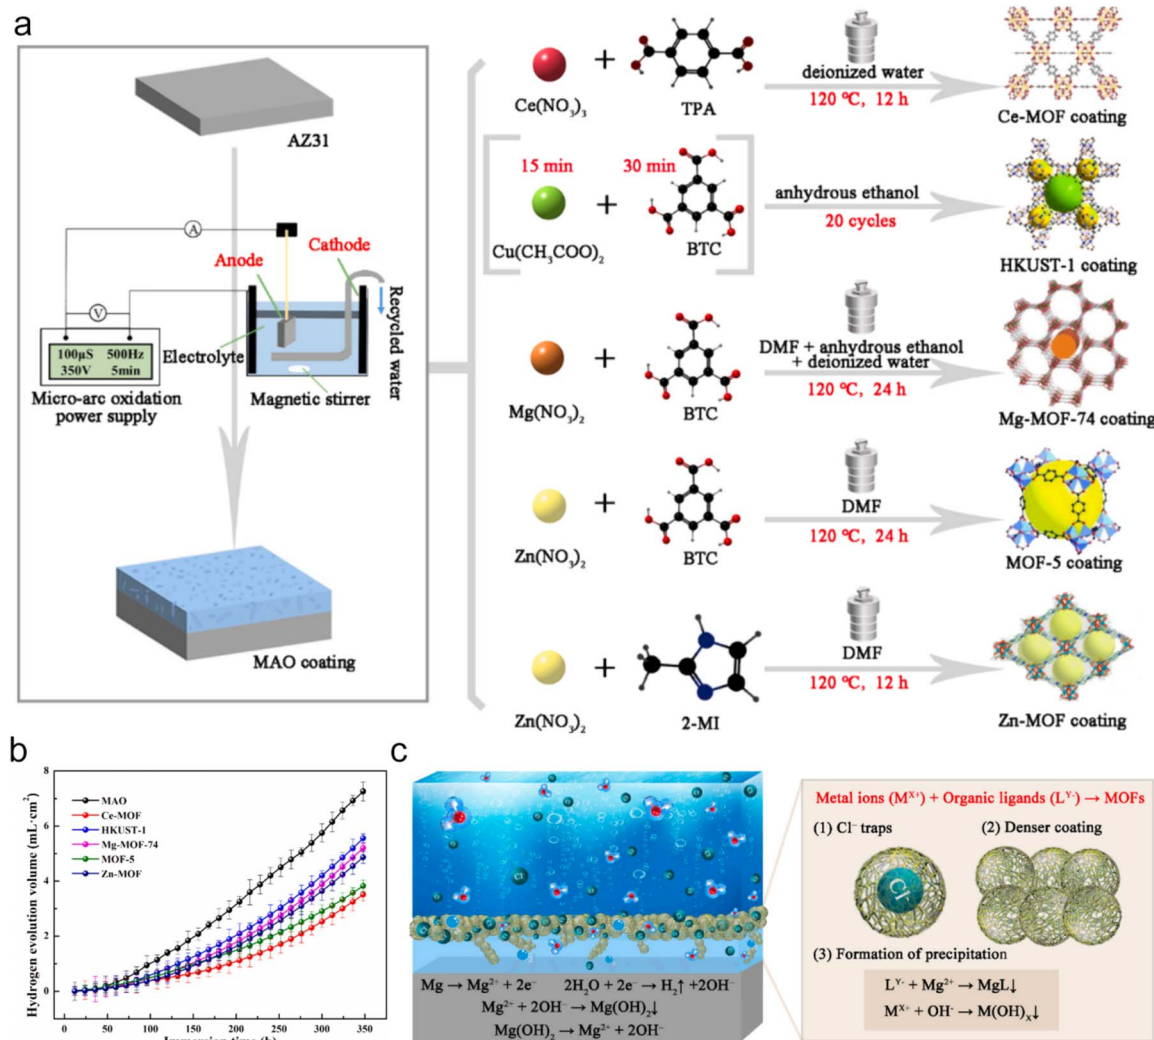 a
AZ31
A
Cathode
Anode
V
Recycled water
100μS 500Hz
350V 5min
Electrolyte
Micro-arc oxidation
power supply
Magnetic stirrer
MAO coating
Ce(NO₃)₃
+
TPA
deionized water
120 ℃, 12 h
Ce-MOF coating
15 min
30 min
Cu(CH₃COO)₂
+
BTC
anhydrous ethanol
20 cycles
HKUST-1 coating
Mg(NO₃)₂
+
BTC
DMF + anhydrous ethanol
+ deionized water
120 ℃, 24 h
Mg-MOF-74 coating
Zn(NO₃)₂
+
BTC
DMF
120 ℃, 24 h
MOF-5 coating
Zn(NO₃)₂
+
2-MI
DMF
120 ℃, 12 h
Zn-MOF coating
b
Hydrogen evolution volume (mL·cm²)
8
6
4
2
0
MAO
Ce-MOF
HKUST-1
Mg-MOF-74
MOF-5
Zn-MOF
0 50 100 150 200 250 300 350
Immersion time (h)
c
Cl
Mg → Mg²⁺ + 2e⁻ 2H₂O + 2e⁻ → H₂↑ +2OH⁻
Mg²⁺ + 2OH⁻ → Mg(OH)₂↓
Mg(OH)₂ → Mg²⁺ + 2OH⁻
Metal ions (Mˣ⁺) + Organic ligands (Lʸ⁻) → MOFs
(1) Cl⁻ traps
(2) Denser coating
Cl⁻
(3) Formation of precipitation
Lʸ⁻ + Mg²⁺ → MgL↓
Mˣ⁺ + OH⁻ → M(OH)ₓ↓